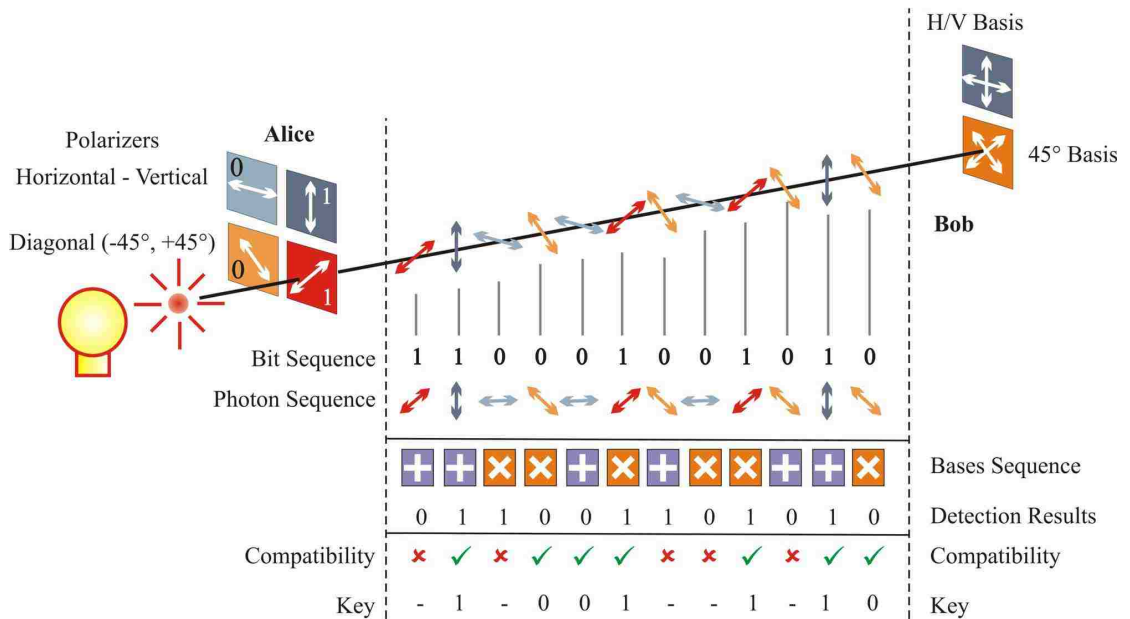 H/V Basis
Alice
Polarizers
Horizontal - Vertical
0
1
45° Basis
Diagonal (-45°, +45°)
0
1
Bob
Bit Sequence 1 1 0 0 0 1 0 0 1 0 1 0
Photon Sequence
Bases Sequence
0 1 1 0 0 1 1 0 1 0 1 0 Detection Results
Compatibility Compatibility
Key - 1 - 0 0 1 - - 1 - 1 0 Key